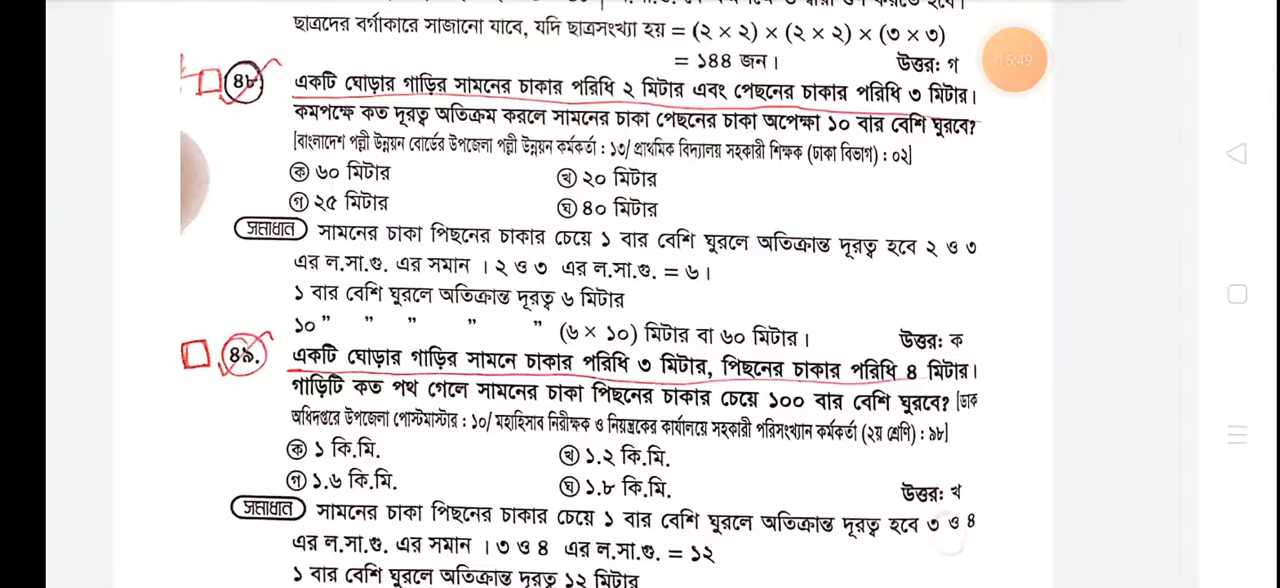 ছাত্রদের বর্গাকারে সাজানো যাবে, যদি ছাত্রসংখ্যা হয় = (২ × ২) × (২ × ২) × (৩ × ৩)
= ১৪৪ জন। উত্তর: গ
15:49
৪৮. একটি ঘোড়ার গাড়ির সামনের চাকার পরিধি ২ মিটার এবং পেছনের চাকার পরিধি ৩ মিটার।
কমপক্ষে কত দূরত্ব অতিক্রম করলে সামনের চাকা পেছনের চাকা অপেক্ষা ১০ বার বেশি ঘুরবে?
[বাংলাদেশ পল্লী উন্নয়ন বোর্ডের উপজেলা পল্লী উন্নয়ন কর্মকর্তা : ১৩/ প্রাথমিক বিদ্যালয় সহকারী শিক্ষক (ঢাকা বিভাগ) : ০২]
ক ৬০ মিটার খ ২০ মিটার
গ ২৫ মিটার ঘ ৪০ মিটার
সমাধান সামনের চাকা পিছনের চাকার চেয়ে ১ বার বেশি ঘুরলে অতিক্রান্ত দূরত্ব হবে ২ ও ৩
এর ল.সা.গু. এর সমান । ২ ও ৩ এর ল.সা.গু. = ৬।
১ বার বেশি ঘুরলে অতিক্রান্ত দূরত্ব ৬ মিটার
১০ ” ” ” ” ” (৬ × ১০) মিটার বা ৬০ মিটার। উত্তর: ক
৪৯. একটি ঘোড়ার গাড়ির সামনে চাকার পরিধি ৩ মিটার, পিছনের চাকার পরিধি ৪ মিটার।
গাড়িটি কত পথ গেলে সামনের চাকা পিছনের চাকার চেয়ে ১০০ বার বেশি ঘুরবে? [ডাক
অধিদপ্তরে উপজেলা পোস্টমাস্টার : ১০/ মহাহিসাব নিরীক্ষক ও নিয়ন্ত্রকের কার্যালয়ে সহকারী পরিসংখ্যান কর্মকর্তা (২য় শ্রেণি) : ৯৮]
ক ১ কি.মি. খ ১.২ কি.মি.
গ ১.৬ কি.মি. ঘ ১.৮ কি.মি. উত্তর: খ
সমাধান সামনের চাকা পিছনের চাকার চেয়ে ১ বার বেশি ঘুরলে অতিক্রান্ত দূরত্ব হবে ৩ ও ৪
এর ল.সা.গু. এর সমান । ৩ ও ৪ এর ল.সা.গু. = ১২
১ বার বেশি ঘুরলে অতিক্রান্ত দূরত্ব ১২ মিটার